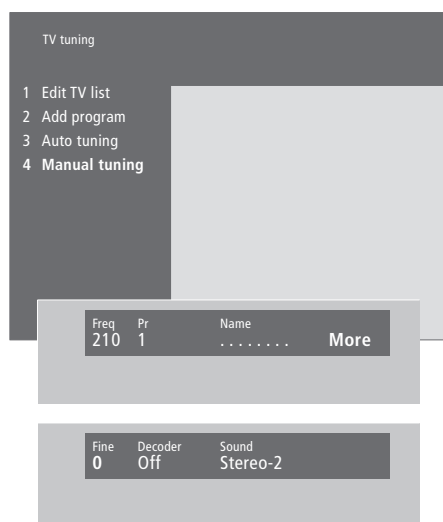 TV tuning
1 Edit TV list
2 Add program
3 Auto tuning
4 Manual tuning
Freq Pr Name
210 1 . . . . . . . . More
Fine Decoder Sound
0 Off Stereo-2